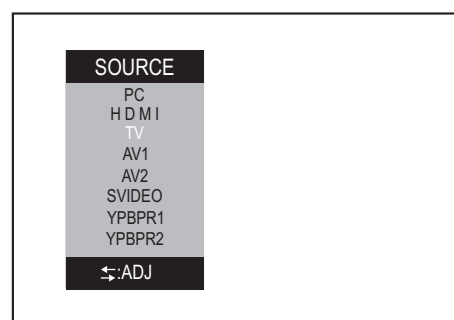 SOURCE
PC
H D M I
TV
AV1
AV2
SVIDEO
YPBPR1
YPBPR2
⇆:ADJ